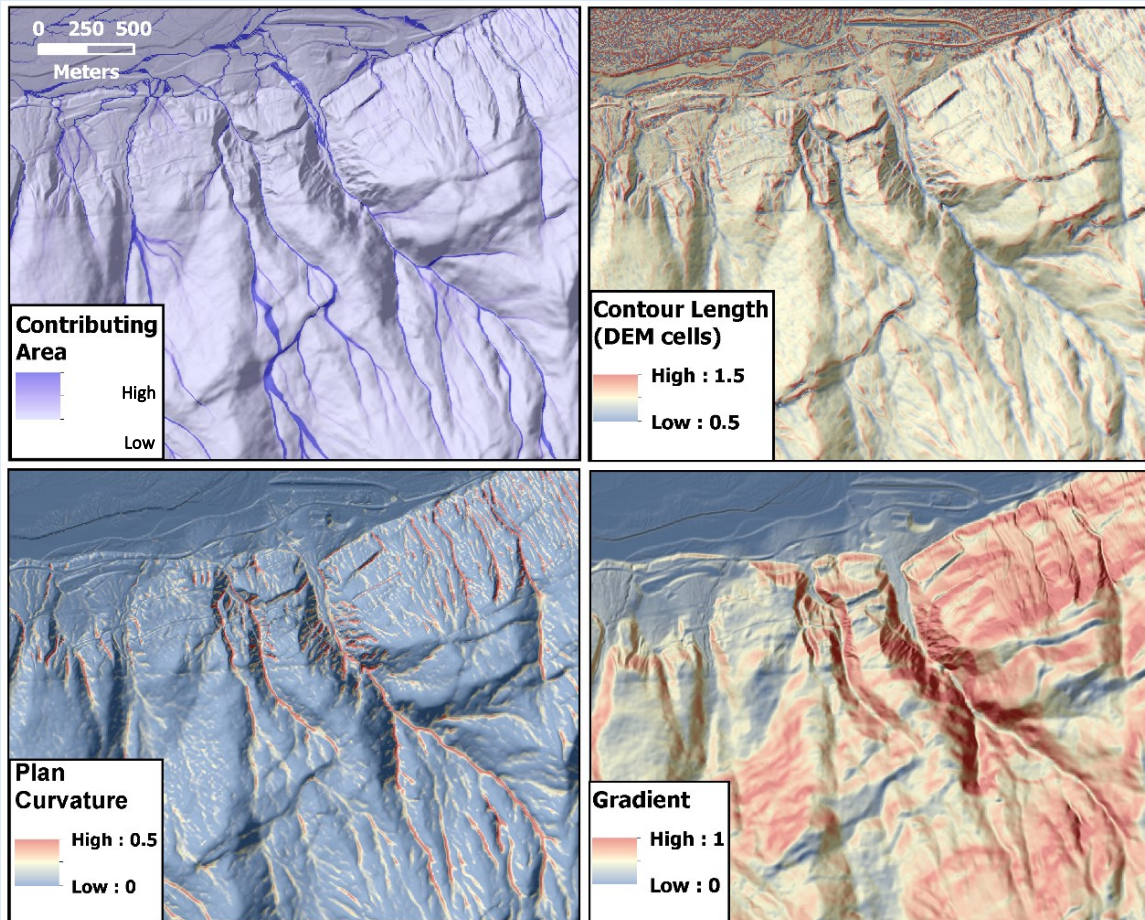 0 250 500
Meters
Contributing
Area
High
Low
Contour Length
(DEM cells)
High : 1.5
Low : 0.5
Plan
Curvature
High : 0.5
Low : 0
Gradient
High : 1
Low : 0